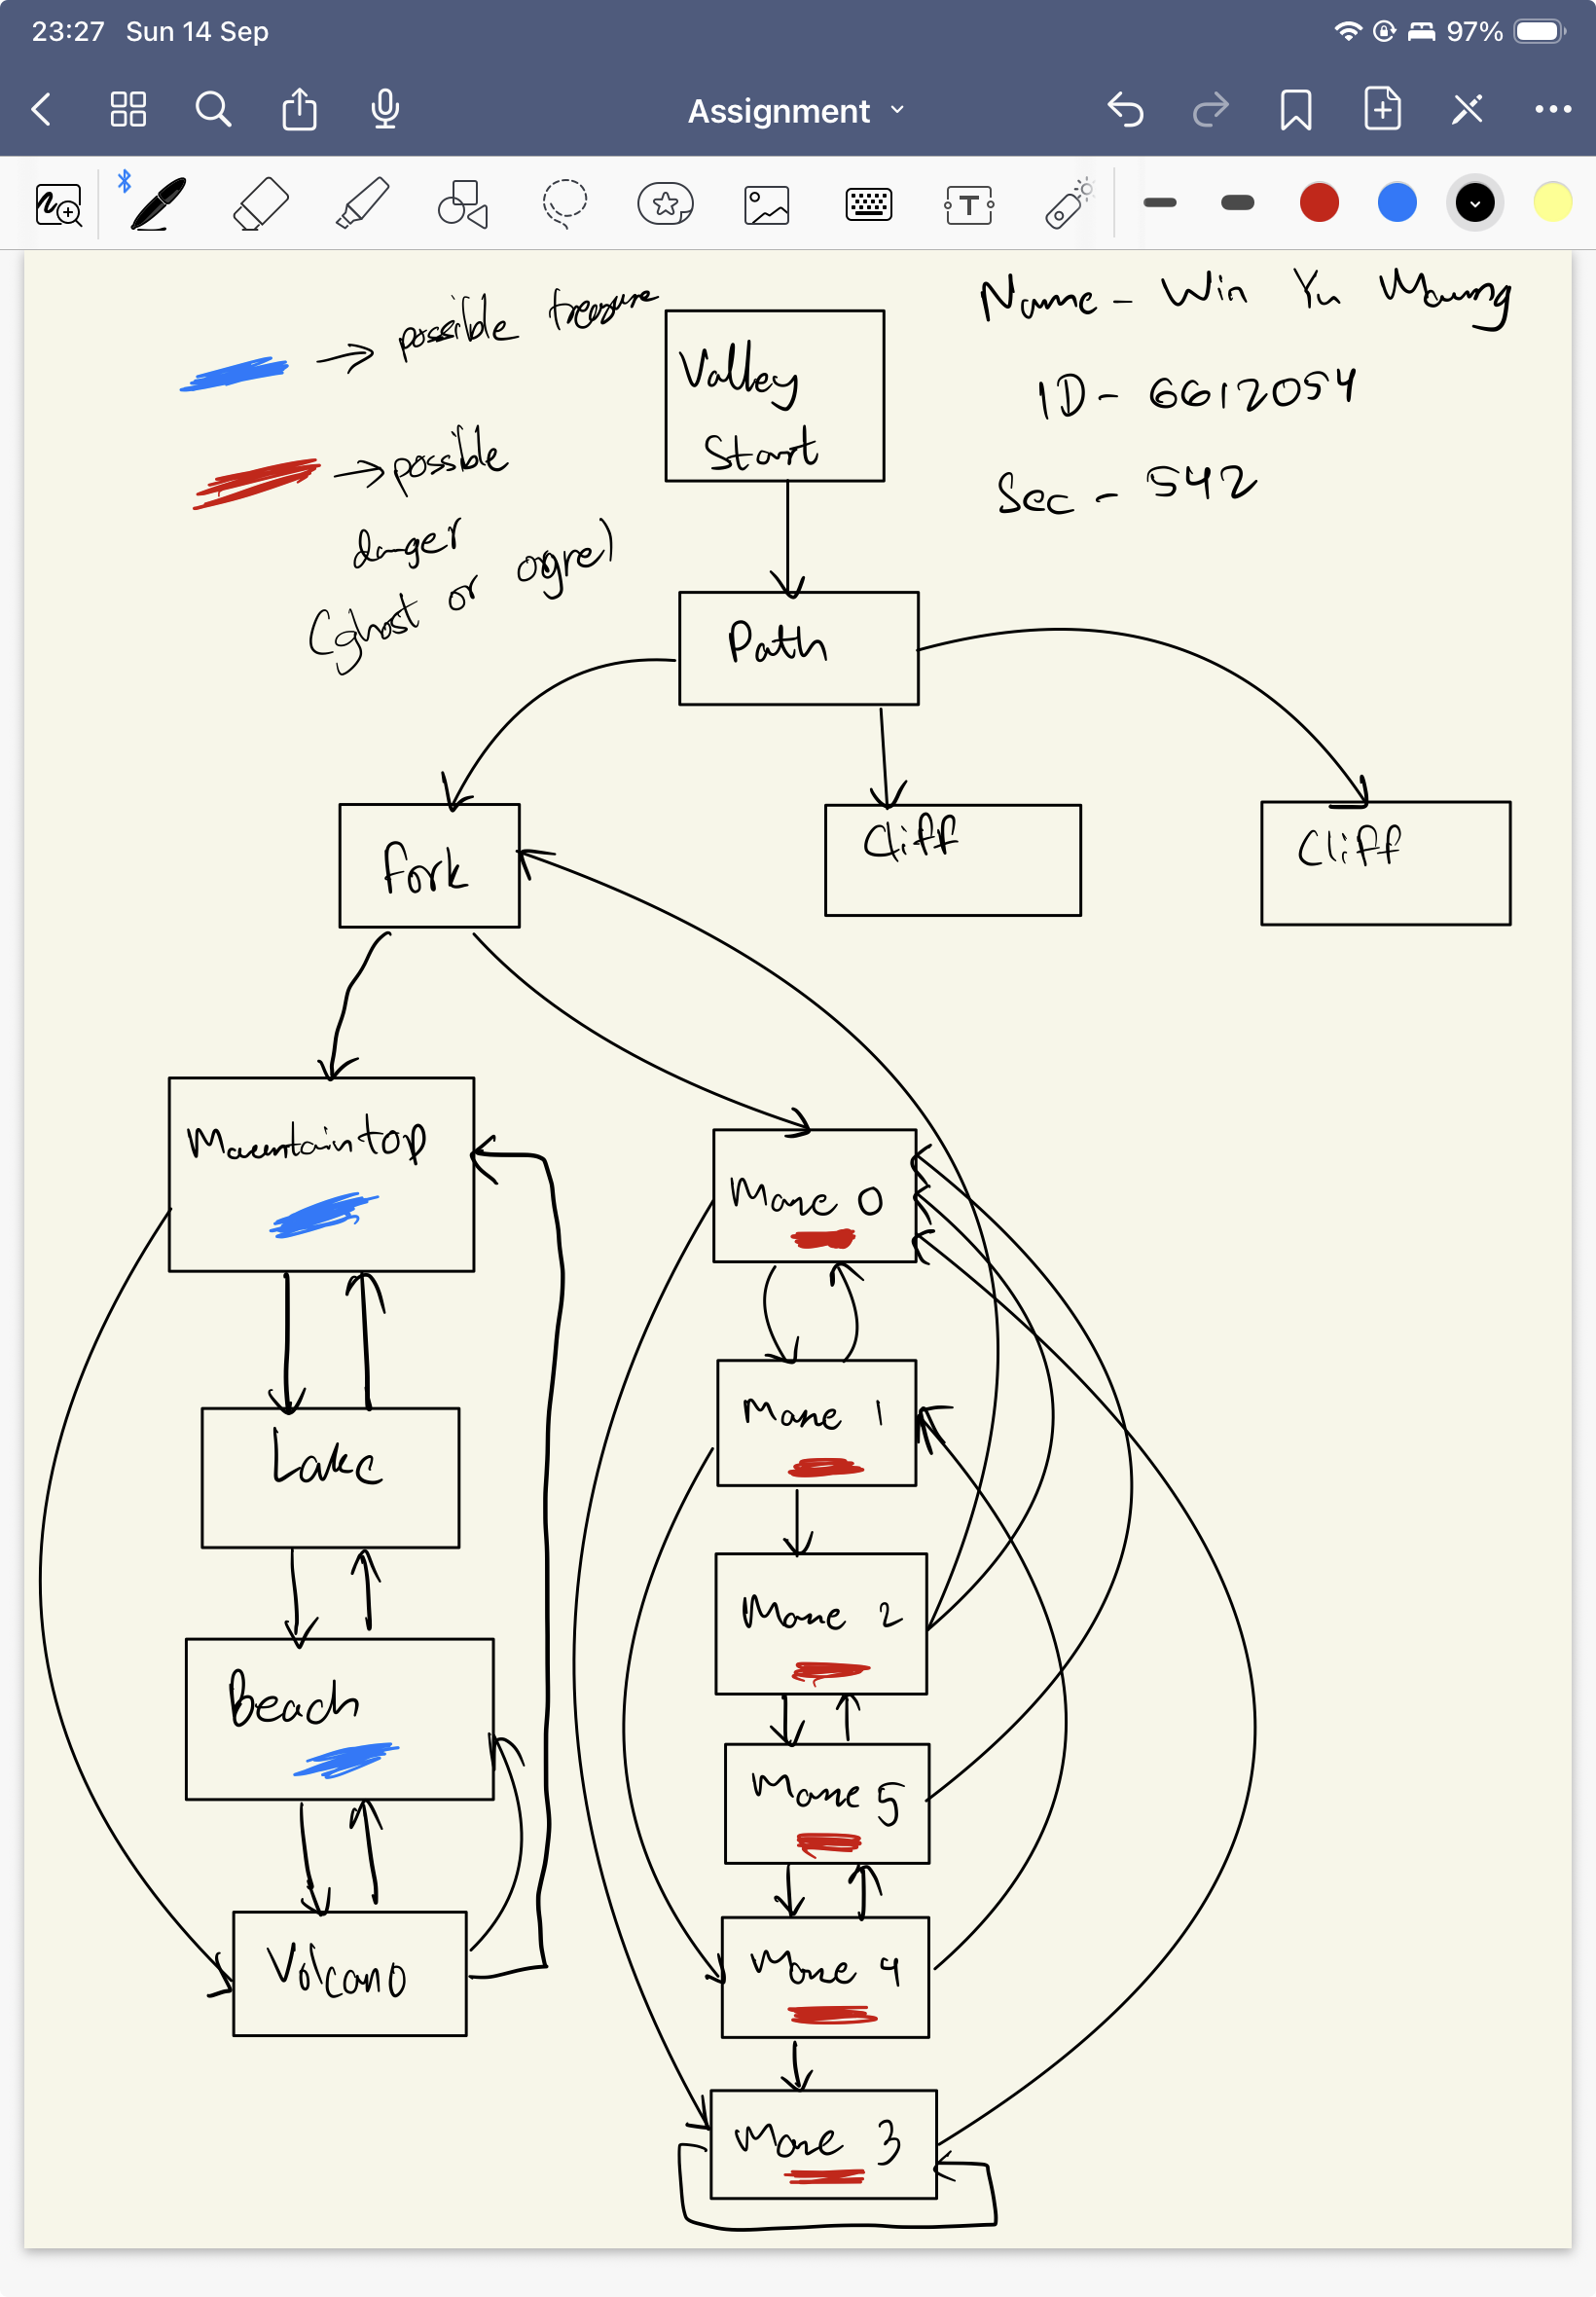 23:27 Sun 14 Sep
97%
Assignment
T
possible treasure
possible
danger
(ghost or ogre)
Name - Win Yu Maung
ID - 6612054
Sec - 542
Valley
Start
Path
Fork
Cliff
Cliff
Mountaintop
Maze 0
Maze 1
Lake
Maze 2
Beach
Maze 5
Volcano
Maze 4
Maze 3